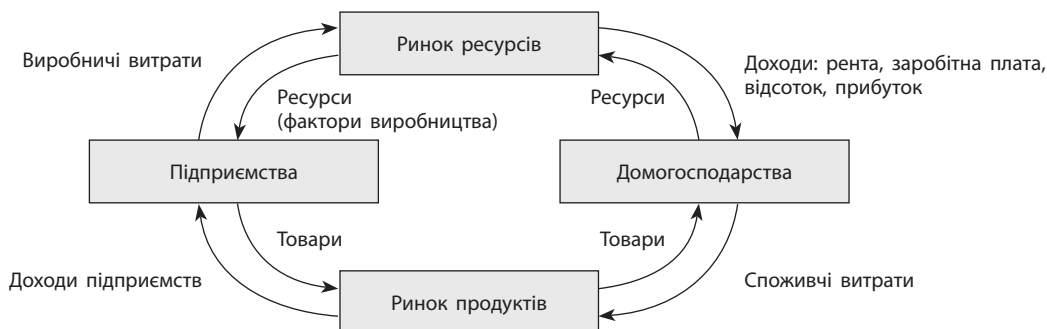 Ринок ресурсів
Виробничі витрати
Доходи: рента, заробітна плата,
відсоток, прибуток
Ресурси
(фактори виробництва)
Ресурси
Підприємства
Домогосподарства
Товари
Товари
Доходи підприємств
Споживчі витрати
Ринок продуктів